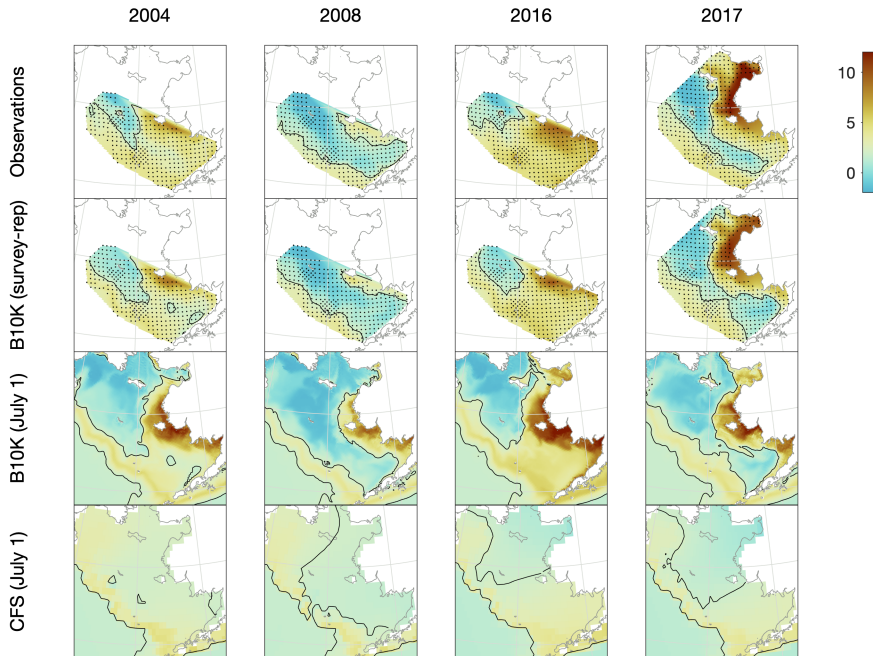 2004 2008 2016 2017
Observations
10
5
0
B10K (survey-rep)
B10K (July 1)
CFS (July 1)